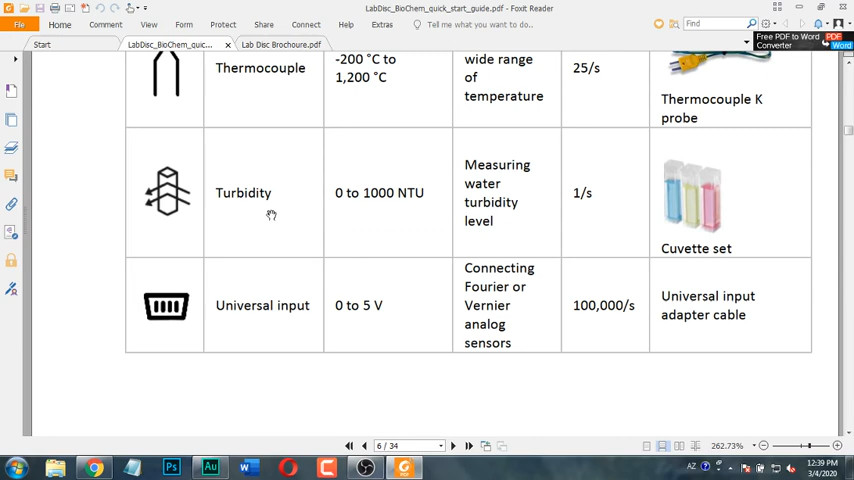 LabDisc_BioChem_quick_start_guide.pdf - Foxit Reader
File
Home
Comment
View
Form
Protect
Share
Connect
Help
Extras
Tell me what you want to do...
Find
Start
LabDisc_BioChem_quic...
Lab Disc Brochoure.pdf
Free PDF to Word
Converter
PDF
Word
Thermocouple
-200 °C to
1,200 °C
wide range
of
temperature
25/s
Thermocouple K
probe
Turbidity
0 to 1000 NTU
Measuring
water
turbidity
level
1/s
Cuvette set
Universal input
0 to 5 V
Connecting
Fourier or
Vernier
analog
sensors
100,000/s
Universal input
adapter cable
6 / 34
262.73%
Ps
Au
W
AZ
12:39 PM
3/4/2020